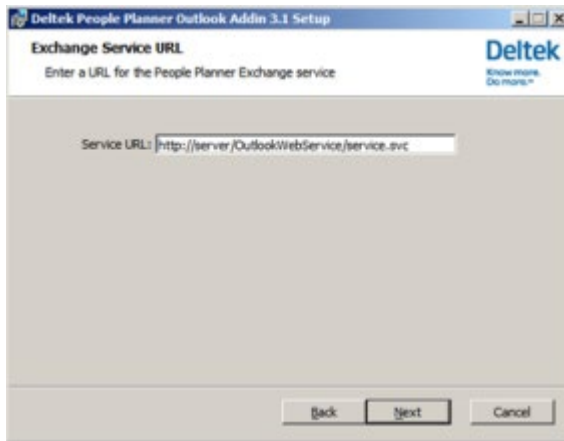 Deltek People Planner Outlook Addin 3.1 Setup
Exchange Service URL
Enter a URL for the People Planner Exchange service
Deltek
Know more.
Do more.™
Service URL: http://server/OutlookWebService/service.svc
Back Next Cancel